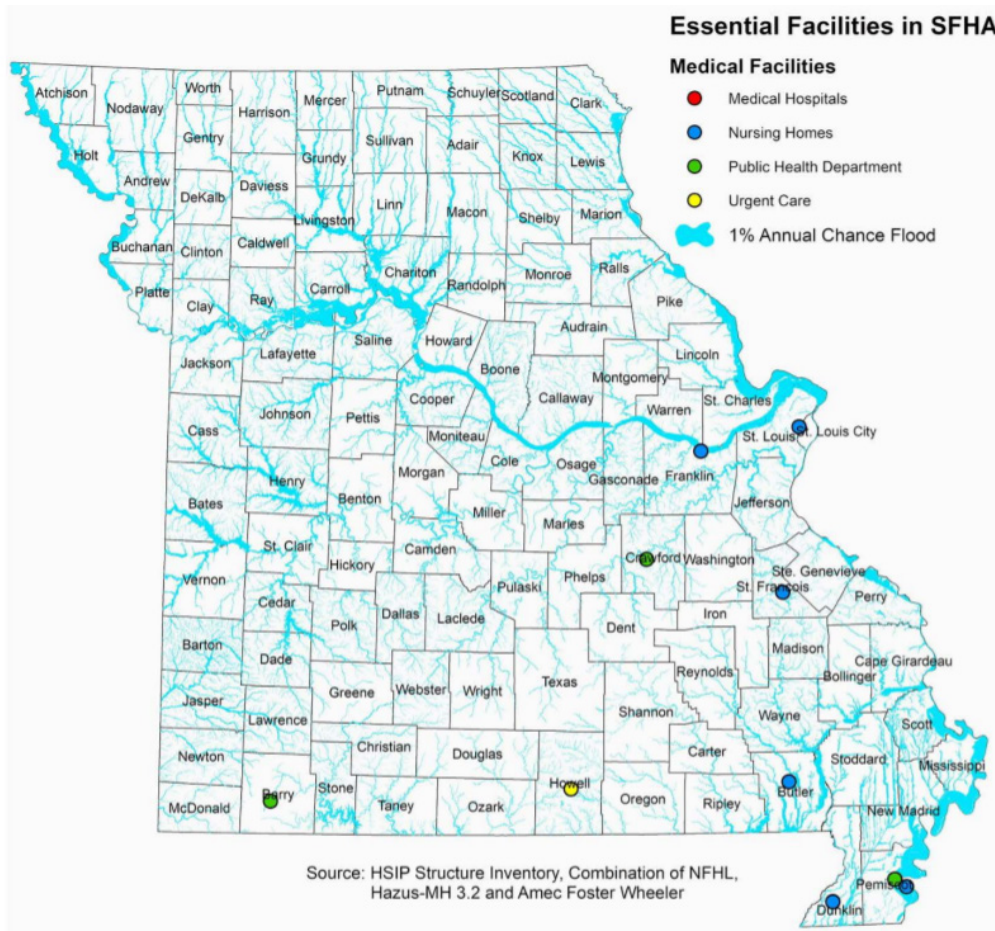 Essential Facilities in SFHA
Medical Facilities
Medical Hospitals
Nursing Homes
Public Health Department
Urgent Care
1% Annual Chance Flood
Atchison
Nodaway
Worth
Harrison
Mercer
Putnam
Schuyler
Scotland
Clark
Holt
Gentry
Grundy
Sullivan
Adair
Knox
Lewis
Andrew
DeKalb
Daviess
Livingston
Linn
Macon
Shelby
Marion
Buchanan
Clinton
Caldwell
Chariton
Monroe
Ralls
Platte
Clay
Ray
Carroll
Randolph
Pike
Jackson
Lafayette
Saline
Howard
Boone
Audrain
Lincoln
Cass
Johnson
Pettis
Cooper
Callaway
Montgomery
Warren
St. Charles
Moniteau
St. Louis
St. Louis City
Bates
Henry
Benton
Morgan
Cole
Osage
Gasconade
Franklin
Jefferson
Miller
Maries
St. Clair
Hickory
Camden
Crawford
Washington
Ste. Genevieve
Vernon
Pulaski
Phelps
St. Francois
Perry
Cedar
Polk
Dallas
Laclede
Dent
Iron
Barton
Dade
Madison
Cape Girardeau
Bollinger
Jasper
Greene
Webster
Wright
Texas
Reynolds
Lawrence
Shannon
Wayne
Scott
Newton
Christian
Douglas
Carter
Stoddard
Mississippi
McDonald
Barry
Stone
Taney
Ozark
Howell
Oregon
Ripley
Butler
New Madrid
Pemiscot
Dunklin
Source: HSIP Structure Inventory, Combination of NFHL,
Hazus-MH 3.2 and Amec Foster Wheeler